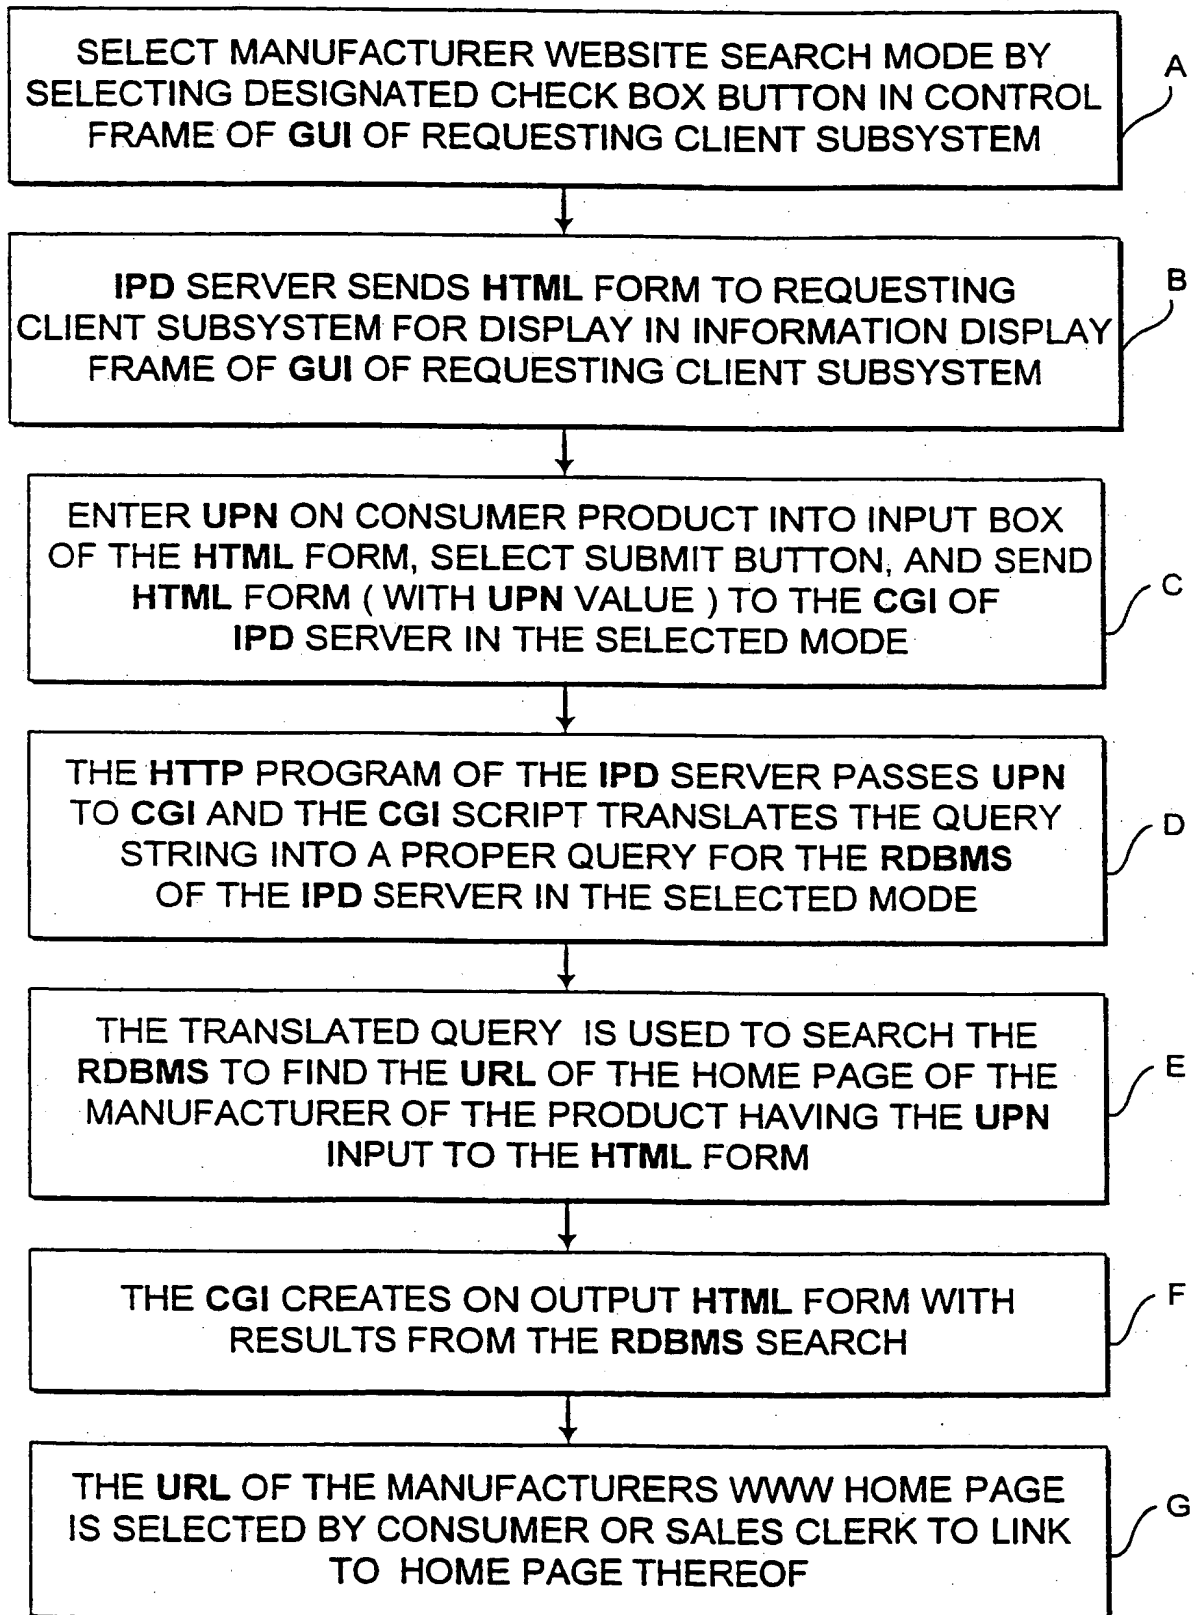 SELECT MANUFACTURER WEBSITE SEARCH MODE BY
SELECTING DESIGNATED CHECK BOX BUTTON IN CONTROL
FRAME OF GUI OF REQUESTING CLIENT SUBSYSTEM
A
IPD SERVER SENDS HTML FORM TO REQUESTING
CLIENT SUBSYSTEM FOR DISPLAY IN INFORMATION DISPLAY
FRAME OF GUI OF REQUESTING CLIENT SUBSYSTEM
B
ENTER UPN ON CONSUMER PRODUCT INTO INPUT BOX
OF THE HTML FORM, SELECT SUBMIT BUTTON, AND SEND
HTML FORM ( WITH UPN VALUE ) TO THE CGI OF
IPD SERVER IN THE SELECTED MODE
C
THE HTTP PROGRAM OF THE IPD SERVER PASSES UPN
TO CGI AND THE CGI SCRIPT TRANSLATES THE QUERY
STRING INTO A PROPER QUERY FOR THE RDBMS
OF THE IPD SERVER IN THE SELECTED MODE
D
THE TRANSLATED QUERY IS USED TO SEARCH THE
RDBMS TO FIND THE URL OF THE HOME PAGE OF THE
MANUFACTURER OF THE PRODUCT HAVING THE UPN
INPUT TO THE HTML FORM
E
THE CGI CREATES ON OUTPUT HTML FORM WITH
RESULTS FROM THE RDBMS SEARCH
F
THE URL OF THE MANUFACTURERS WWW HOME PAGE
IS SELECTED BY CONSUMER OR SALES CLERK TO LINK
TO HOME PAGE THEREOF
G